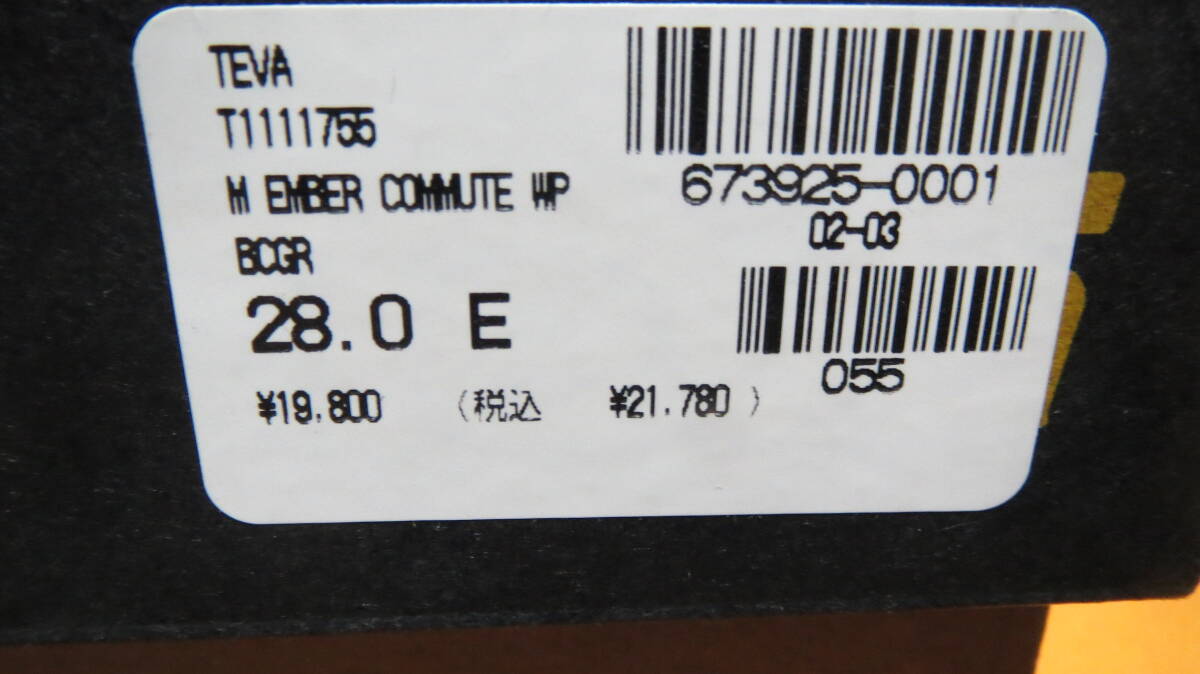 TEVA
T1111755
M EMBER COMMUTE WP
BCGR
28.0 E
¥19,800 (税込 ¥21,780)
673925-0001
02-03
055